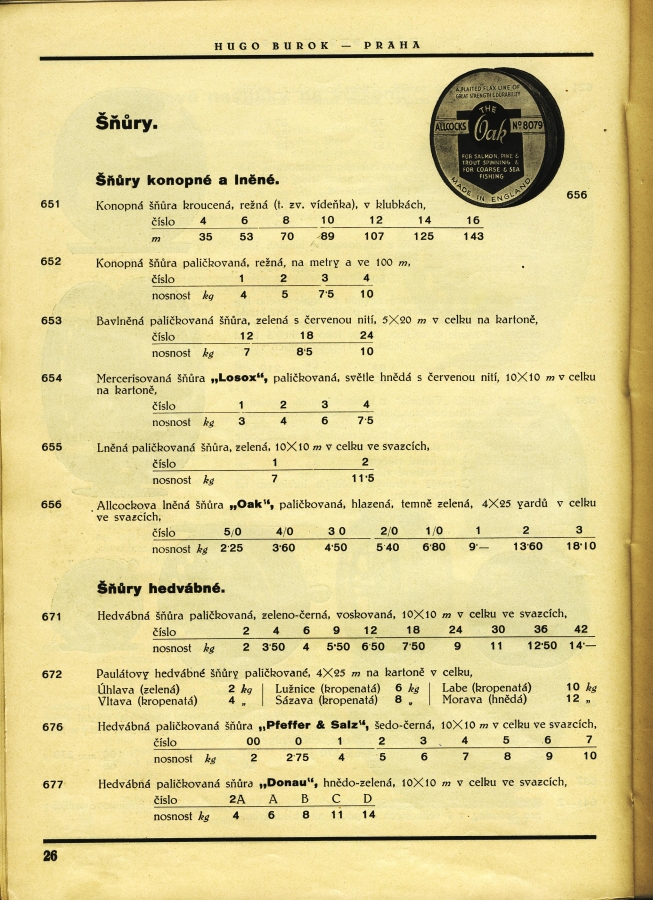 HUGO BUROK — PRAHA
A PLAITED FLAX LINE OF
GREAT STRENGTH & DURABILITY
THE
ALLCOCKS Oak Nº 8079
FOR SALMON, PIKE &
TROUT SPINNING &
FOR COARSE & SEA
FISHING
MADE IN ENGLAND
656
Šňůry.
Šňůry konopné a lněné.
651 Konopná šňůra kroucená, režná (t. zv. vídeňka), v klubkách,
číslo 4 6 8 10 12 14 16
m 35 53 70 89 107 125 143
652 Konopná šňůra paličkovaná, režná, na metry a ve 100 m,
číslo 1 2 3 4
nosnost kg 4 5 7·5 10
653 Bavlněná paličkovaná šňůra, zelená s červenou nití, 5×20 m v celku na kartoně,
číslo 12 18 24
nosnost kg 7 8·5 10
654 Mercerisovaná šňůra „Losox“, paličkovaná, světle hnědá s červenou nití, 10×10 m v celku
na kartoně,
číslo 1 2 3 4
nosnost kg 3 4 6 7·5
655 Lněná paličkovaná šňůra, zelená, 10×10 m v celku ve svazcích,
číslo 1 2
nosnost kg 7 11·5
656 Allcockova lněná šňůra „Oak“, paličkovaná, hlazená, temně zelená, 4×25 yardů v celku
ve svazcích,
číslo 5/0 4/0 3 0 2/0 1/0 1 2 3
nosnost kg 2·25 3·60 4·50 5·40 6·80 9·— 13·60 18·10
Šňůry hedvábné.
671 Hedvábná šňůra paličkovaná, zeleno-černá, voskovaná, 10×10 m v celku ve svazcích,
číslo 2 4 6 9 12 18 24 30 36 42
nosnost kg 2 3·50 4 5·50 6·50 7·50 9 11 12·50 14·—
672 Paulátovy hedvábné šňůry paličkované, 4×25 m na kartoně v celku,
Úhlava (zelená) 2 kg Lužnice (kropenatá) 6 kg Labe (kropenatá) 10 kg
Vltava (kropenatá) 4 „ Sázava (kropenatá) 8 „ Morava (hnědá) 12 „
676 Hedvábná paličkovaná šňůra „Pfeffer & Salz“, šedo-černá, 10×10 m v celku ve svazcích,
číslo 00 0 1 2 3 4 5 6 7
nosnost kg 2 2·75 4 5 6 7 8 9 10
677 Hedvábná paličkovaná snůra „Donau“, hnědo-zelená, 10×10 m v celku ve svazcích,
číslo 2A A B C D
nosnost kg 4 6 8 11 14
26